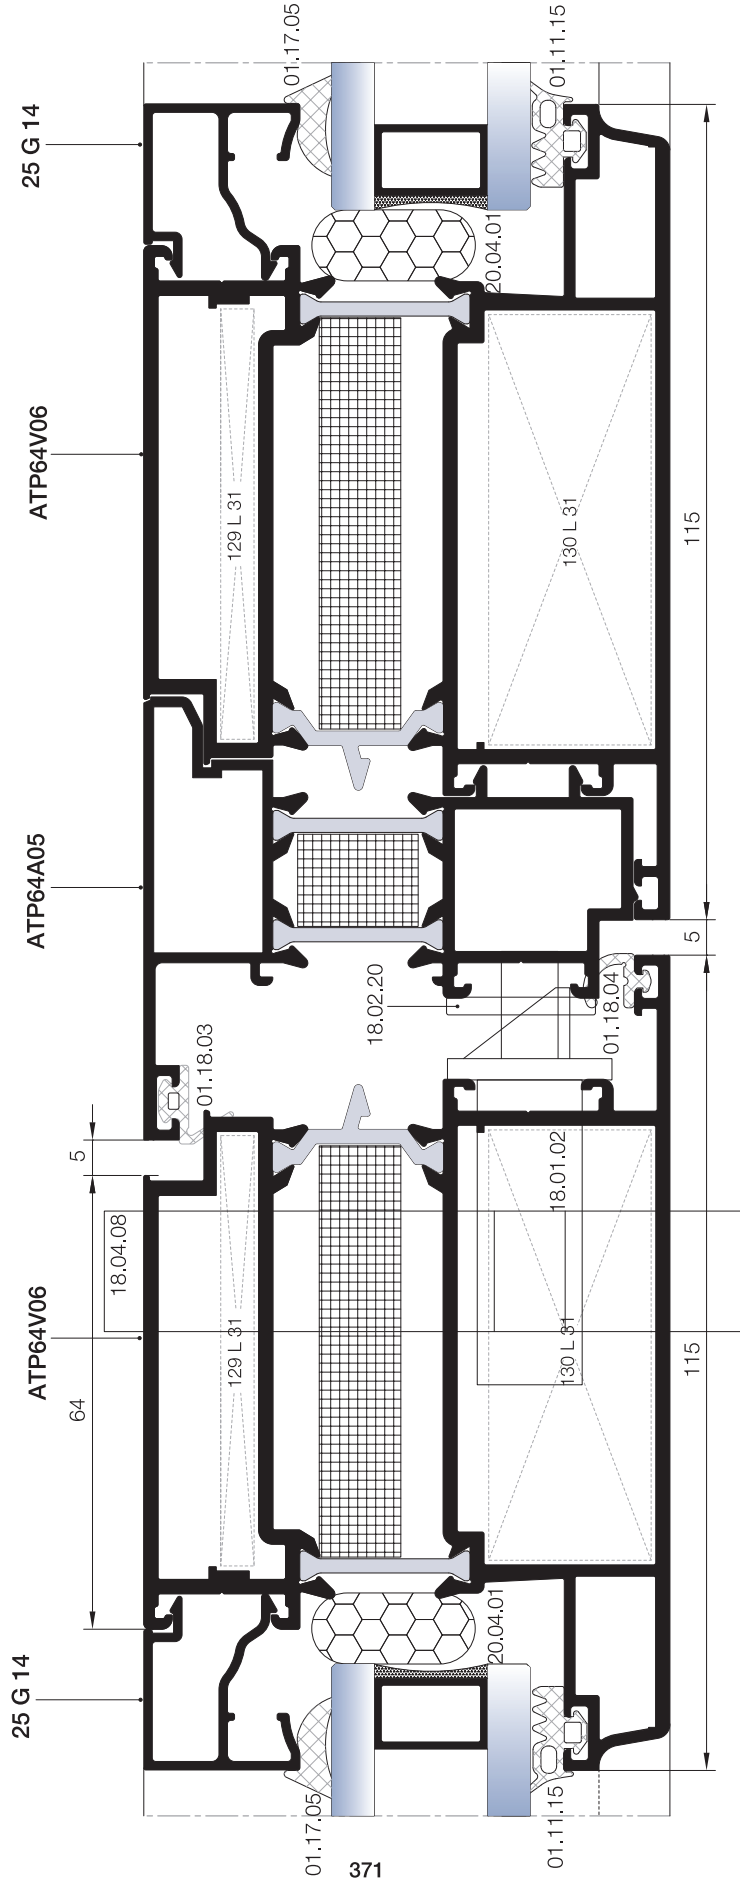 01.17.05
01.11.15
25 G 14
20.04.01
ATP64V06
129 L 31
130 L 31
115
ATP64A05
5
18.02.20
01.18.04
01.18.03
5
18.01.02
18.04.08
ATP64V06
129 L 31
130 L 31
115
64
20.04.01
25 G 14
01.17.05
01.11.15
371